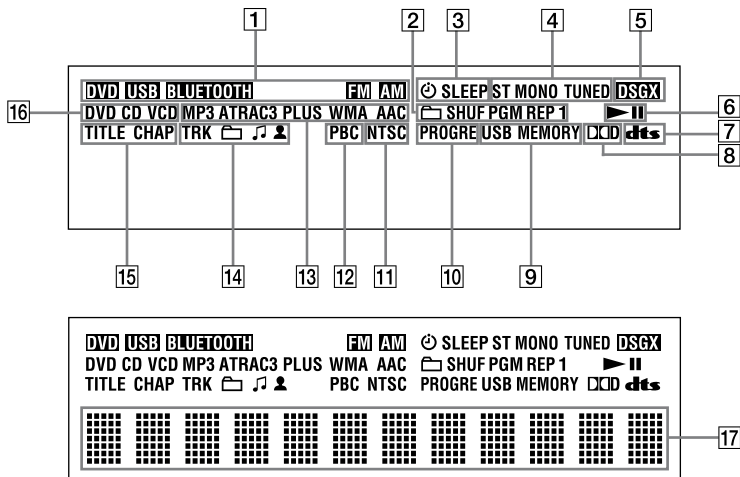 1 2 3 4 5
DVD USB BLUETOOTH FM AM SLEEP ST MONO TUNED DSGX
16 DVD CD VCD MP3 ATRAC3 PLUS WMA AAC SHUF PGM REP 1 6
TITLE CHAP TRK PBC NTSC PROGRE USB MEMORY dts 7
8
15 14 13 12 11 10 9
DVD USB BLUETOOTH FM AM SLEEP ST MONO TUNED DSGX
DVD CD VCD MP3 ATRAC3 PLUS WMA AAC SHUF PGM REP 1
TITLE CHAP TRK PBC NTSC PROGRE USB MEMORY dts
17